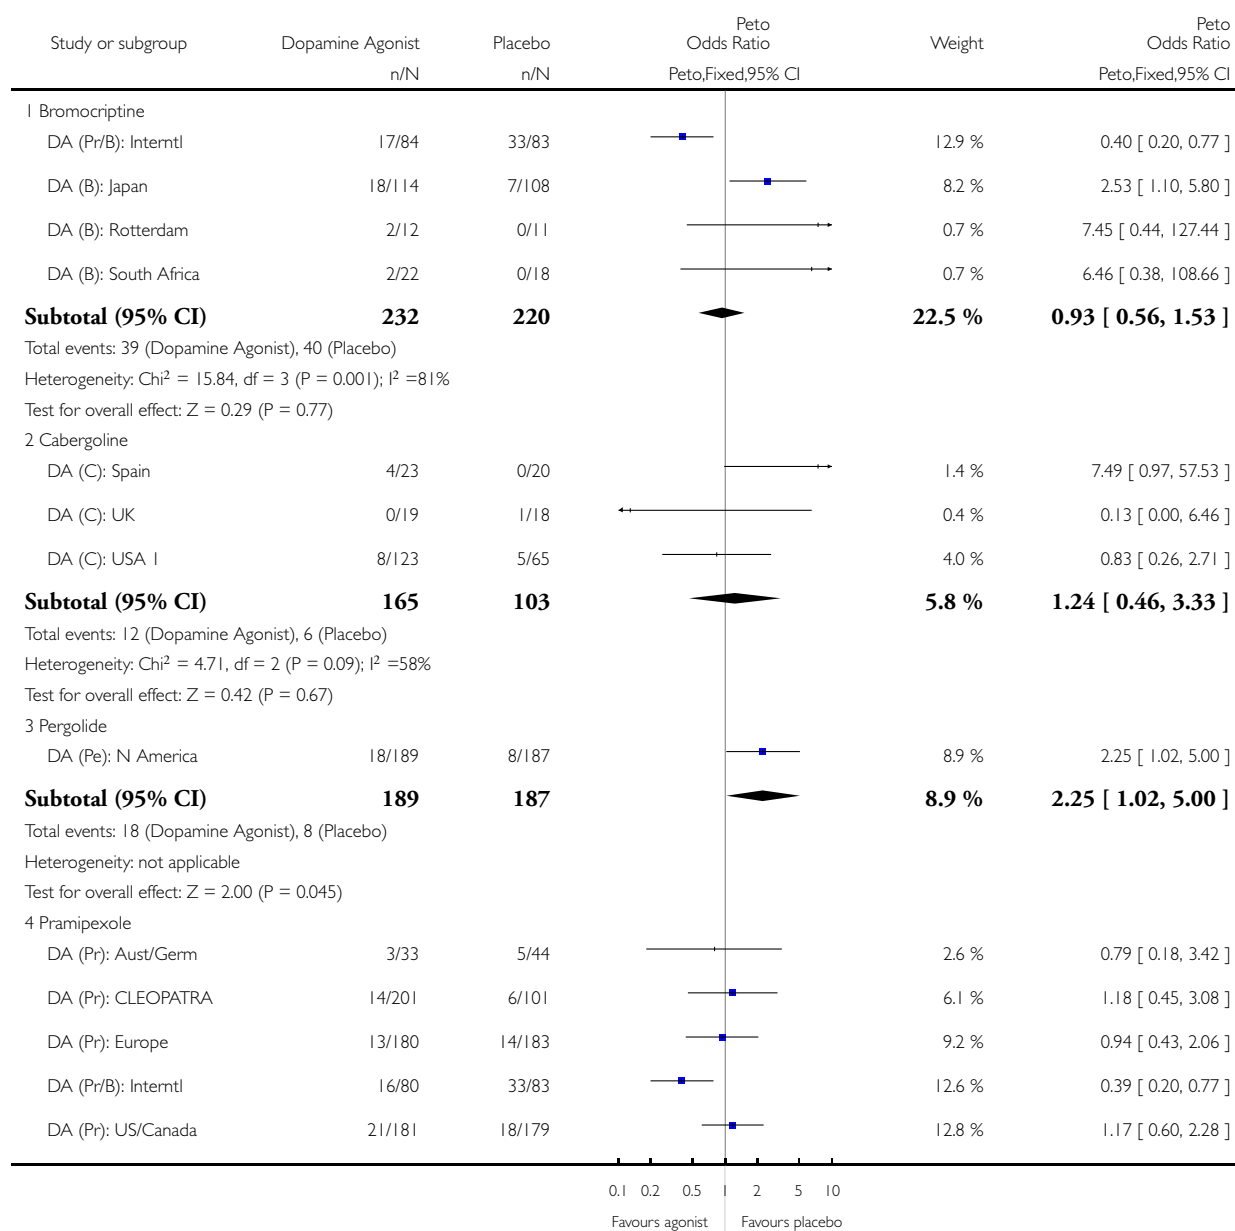 Study or subgroup Dopamine Agonist Placebo Peto Odds Ratio Weight Peto Odds Ratio
n/N n/N Peto,Fixed,95% CI Peto,Fixed,95% CI
1 Bromocriptine
DA (Pr/B): Interntl 17/84 33/83 12.9 % 0.40 [ 0.20, 0.77 ]
DA (B): Japan 18/114 7/108 8.2 % 2.53 [ 1.10, 5.80 ]
DA (B): Rotterdam 2/12 0/11 0.7 % 7.45 [ 0.44, 127.44 ]
DA (B): South Africa 2/22 0/18 0.7 % 6.46 [ 0.38, 108.66 ]
Subtotal (95% CI) 232 220 22.5 % 0.93 [ 0.56, 1.53 ]
Total events: 39 (Dopamine Agonist), 40 (Placebo)
Heterogeneity: Chi² = 15.84, df = 3 (P = 0.001); I² =81%
Test for overall effect: Z = 0.29 (P = 0.77)
2 Cabergoline
DA (C): Spain 4/23 0/20 1.4 % 7.49 [ 0.97, 57.53 ]
DA (C): UK 0/19 1/18 0.4 % 0.13 [ 0.00, 6.46 ]
DA (C): USA 1 8/123 5/65 4.0 % 0.83 [ 0.26, 2.71 ]
Subtotal (95% CI) 165 103 5.8 % 1.24 [ 0.46, 3.33 ]
Total events: 12 (Dopamine Agonist), 6 (Placebo)
Heterogeneity: Chi² = 4.71, df = 2 (P = 0.09); I² =58%
Test for overall effect: Z = 0.42 (P = 0.67)
3 Pergolide
DA (Pe): N America 18/189 8/187 8.9 % 2.25 [ 1.02, 5.00 ]
Subtotal (95% CI) 189 187 8.9 % 2.25 [ 1.02, 5.00 ]
Total events: 18 (Dopamine Agonist), 8 (Placebo)
Heterogeneity: not applicable
Test for overall effect: Z = 2.00 (P = 0.045)
4 Pramipexole
DA (Pr): Aust/Germ 3/33 5/44 2.6 % 0.79 [ 0.18, 3.42 ]
DA (Pr): CLEOPATRA 14/201 6/101 6.1 % 1.18 [ 0.45, 3.08 ]
DA (Pr): Europe 13/180 14/183 9.2 % 0.94 [ 0.43, 2.06 ]
DA (Pr/B): Interntl 16/80 33/83 12.6 % 0.39 [ 0.20, 0.77 ]
DA (Pr): US/Canada 21/181 18/179 12.8 % 1.17 [ 0.60, 2.28 ]
0.1 0.2 0.5 1 2 5 10
Favours agonist Favours placebo